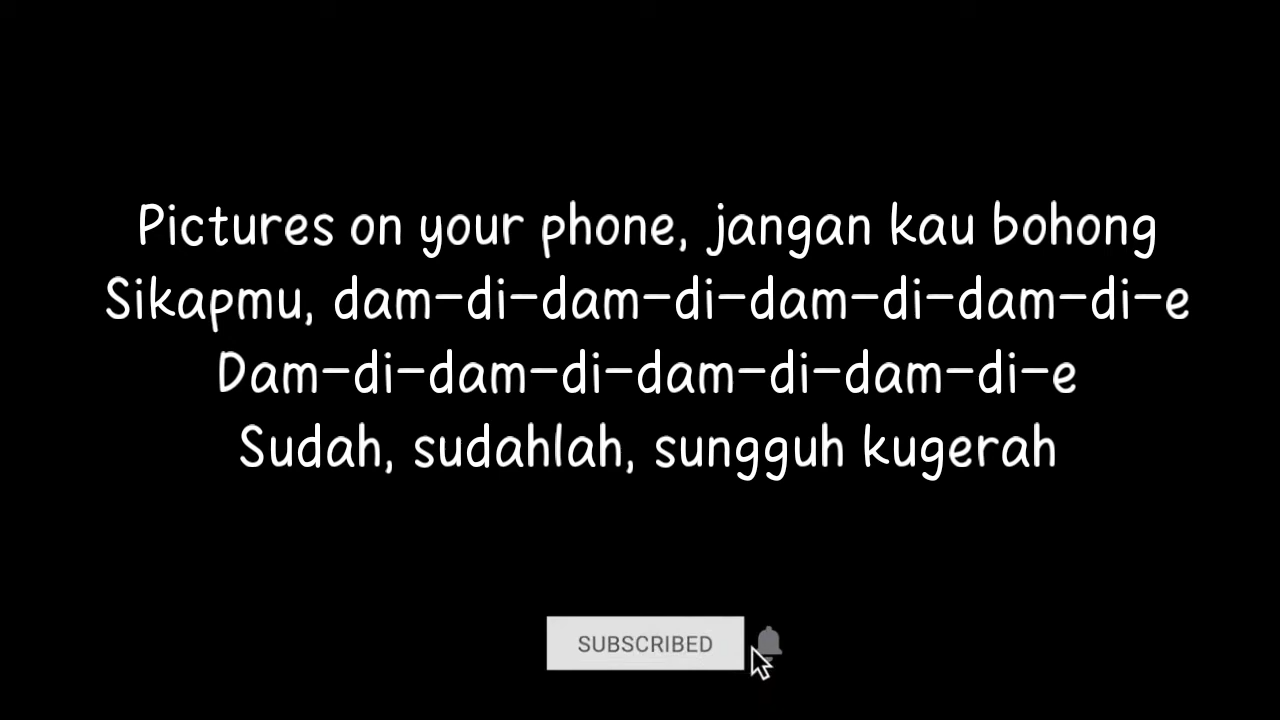 Pictures on your phone, jangan kau bohong
Sikapmu, dam-di-dam-di-dam-di-dam-di-e
Dam-di-dam-di-dam-di-dam-di-e
Sudah, sudahlah, sungguh kugerah
SUBSCRIBED